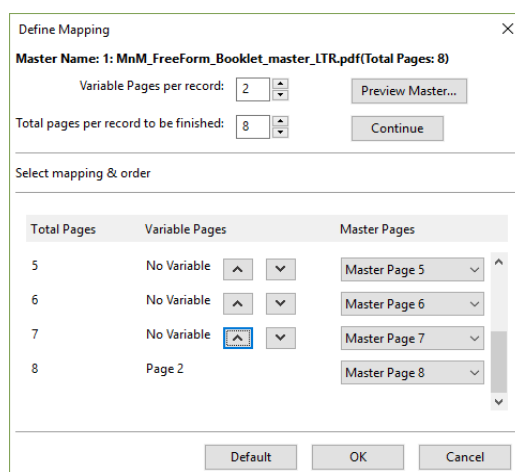 Define Mapping
Master Name: 1: MnM_FreeForm_Booklet_master_LTR.pdf(Total Pages: 8)
Variable Pages per record: 2 Preview Master...
Total pages per record to be finished: 8 Continue
Select mapping & order
Total Pages Variable Pages Master Pages
5 No Variable Master Page 5
6 No Variable Master Page 6
7 No Variable Master Page 7
8 Page 2 Master Page 8
Default OK Cancel